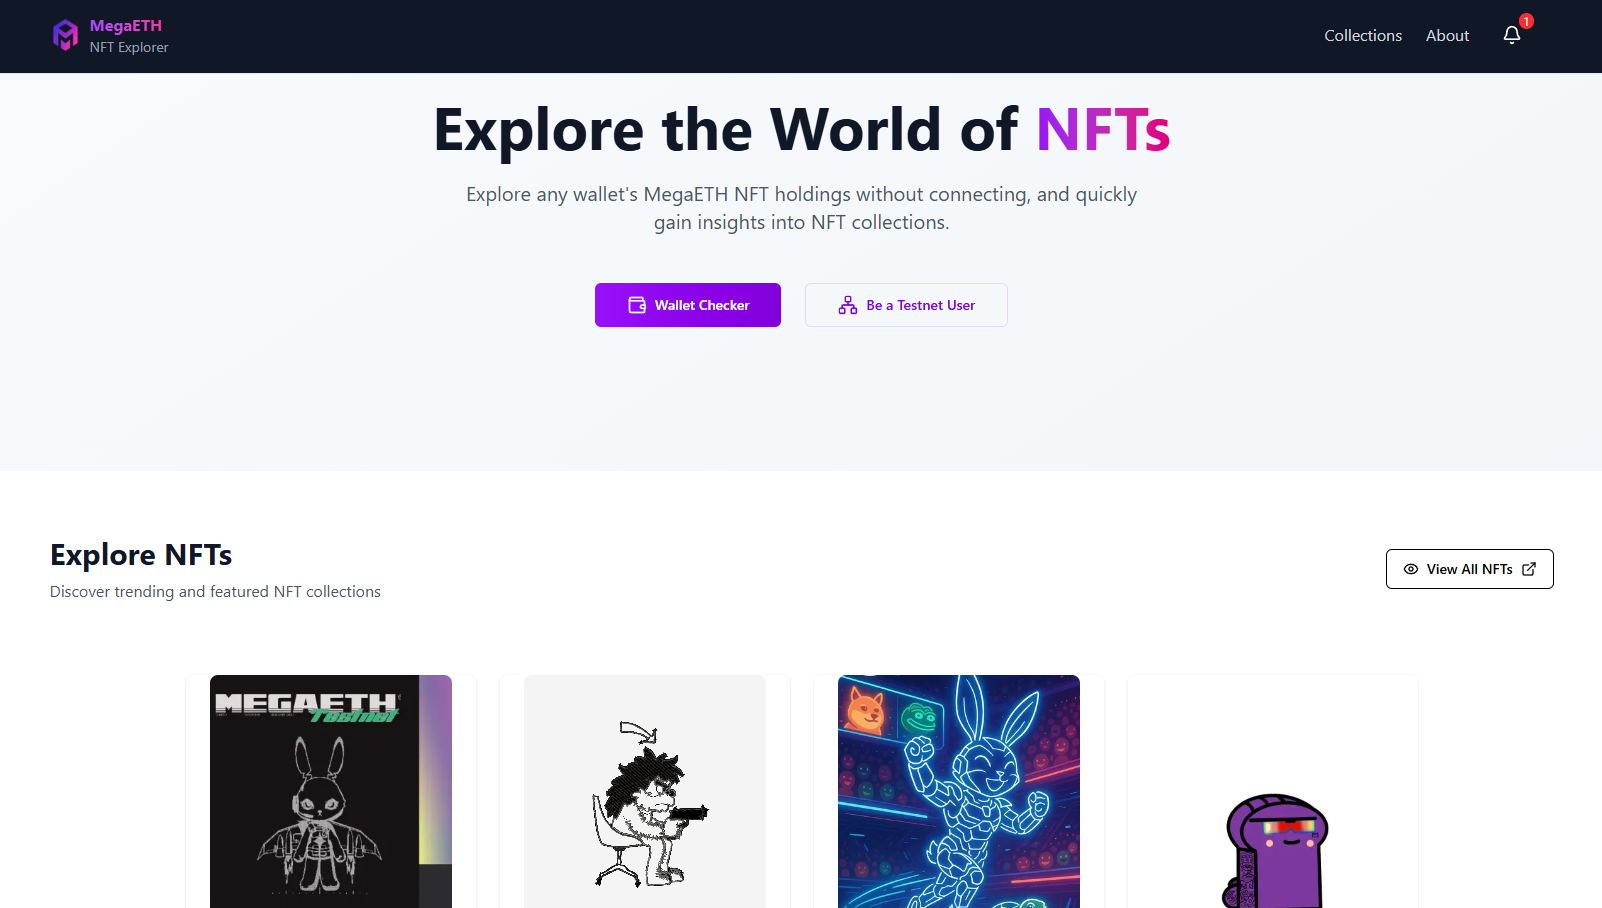 MegaETH
NFT Explorer
Collections
About
1
Explore the World of NFTs
Explore any wallet's MegaETH NFT holdings without connecting, and quickly
gain insights into NFT collections.
Wallet Checker
Be a Testnet User
Explore NFTs
Discover trending and featured NFT collections
View All NFTs
MEGAETH
Testnet